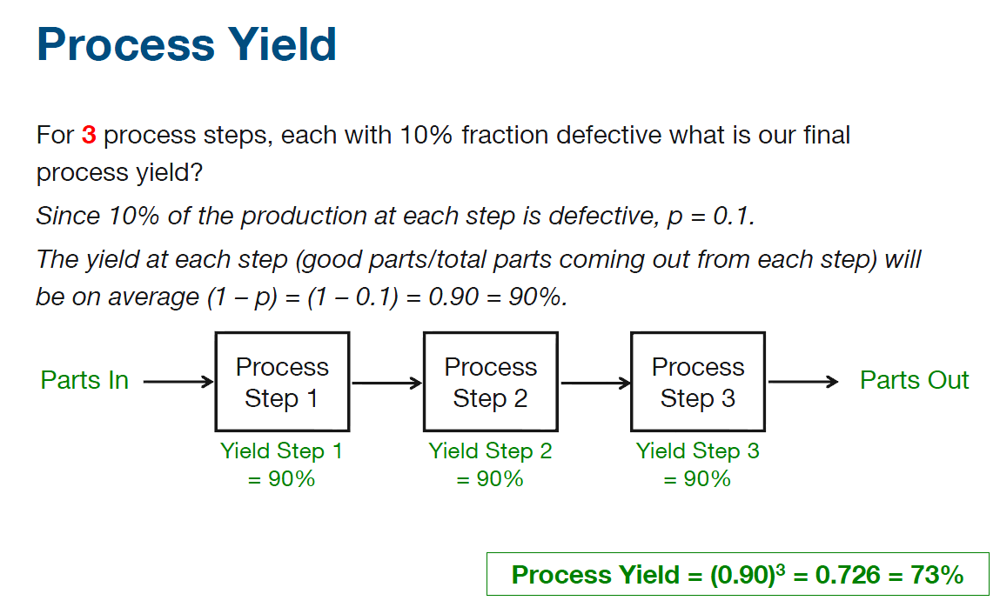 Process Yield
For 3 process steps, each with 10% fraction defective what is our final
process yield?
Since 10% of the production at each step is defective, p = 0.1.
The yield at each step (good parts/total parts coming out from each step) will
be on average (1 – p) = (1 – 0.1) = 0.90 = 90%.
Parts In
Process
Step 1
Process
Step 2
Process
Step 3
Parts Out
Yield Step 1
= 90%
Yield Step 2
= 90%
Yield Step 3
= 90%
Process Yield = (0.90)³ = 0.726 = 73%